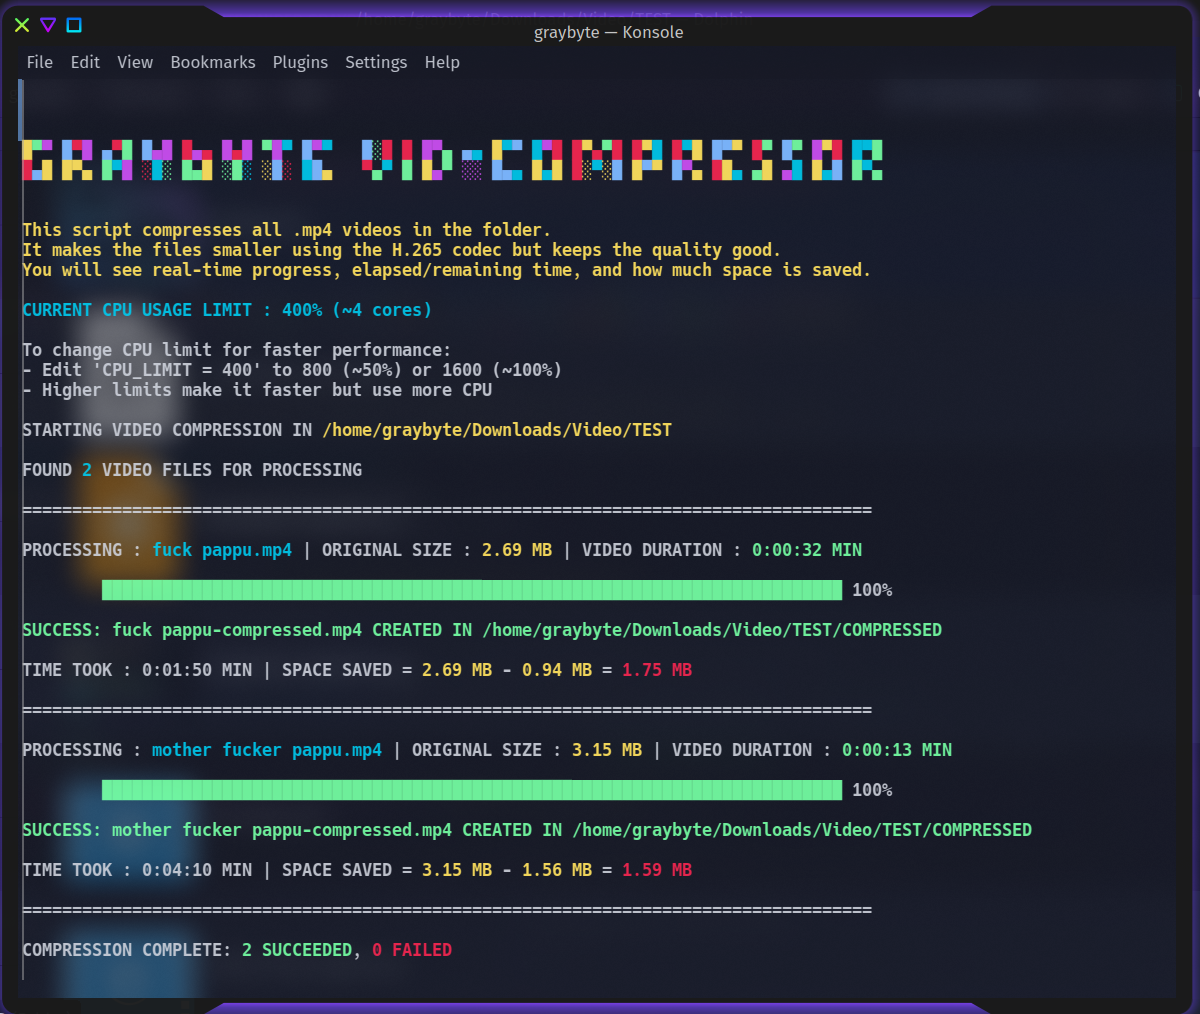 graybyte — Konsole
File Edit View Bookmarks Plugins Settings Help
GRAYBYTE VID-COMPRESSOR
This script compresses all .mp4 videos in the folder.
It makes the files smaller using the H.265 codec but keeps the quality good.
You will see real-time progress, elapsed/remaining time, and how much space is saved.
CURRENT CPU USAGE LIMIT : 400% (~4 cores)
To change CPU limit for faster performance:
- Edit 'CPU_LIMIT = 400' to 800 (~50%) or 1600 (~100%)
- Higher limits make it faster but use more CPU
STARTING VIDEO COMPRESSION IN /home/graybyte/Downloads/Video/TEST
FOUND 2 VIDEO FILES FOR PROCESSING
=====================================================================================
PROCESSING : fuck pappu.mp4 | ORIGINAL SIZE : 2.69 MB | VIDEO DURATION : 0:00:32 MIN
100%
SUCCESS: fuck pappu-compressed.mp4 CREATED IN /home/graybyte/Downloads/Video/TEST/COMPRESSED
TIME TOOK : 0:01:50 MIN | SPACE SAVED = 2.69 MB - 0.94 MB = 1.75 MB
=====================================================================================
PROCESSING : mother fucker pappu.mp4 | ORIGINAL SIZE : 3.15 MB | VIDEO DURATION : 0:00:13 MIN
100%
SUCCESS: mother fucker pappu-compressed.mp4 CREATED IN /home/graybyte/Downloads/Video/TEST/COMPRESSED
TIME TOOK : 0:04:10 MIN | SPACE SAVED = 3.15 MB - 1.56 MB = 1.59 MB
=====================================================================================
COMPRESSION COMPLETE: 2 SUCCEEDED, 0 FAILED